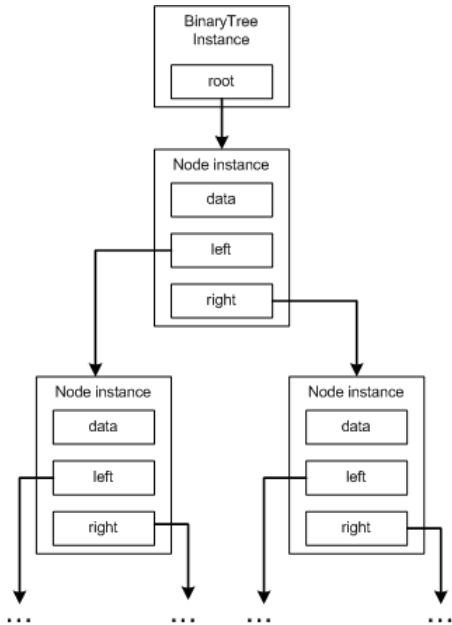 BinaryTree
Instance
root
Node instance
data
left
right
Node instance
data
left
right
Node instance
data
left
right
...
...
...
...